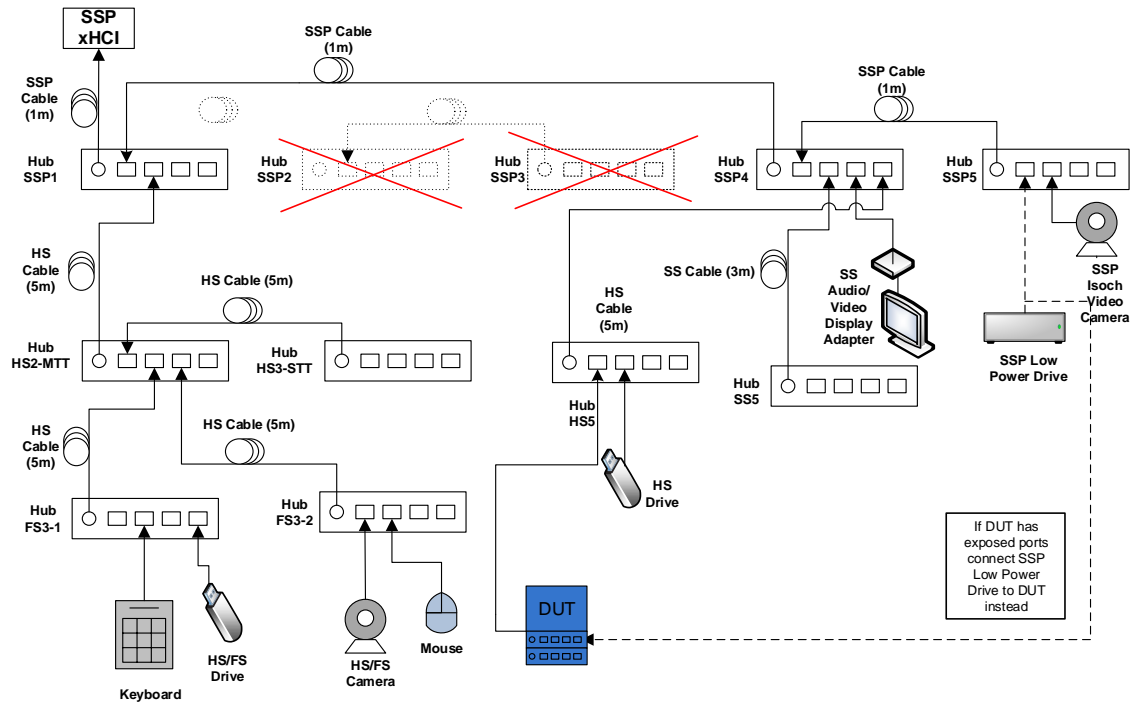 SSP
xHCI
SSP
Cable
(1m)
SSP Cable
(1m)
SSP Cable
(1m)
Hub
SSP1
Hub
SSP2
Hub
SSP3
Hub
SSP4
Hub
SSP5
HS
Cable
(5m)
HS Cable (5m)
HS
Cable
(5m)
SS Cable (3m)
SS
Audio/
Video
Display
Adapter
SSP
Isoch
Video
Camera
SSP Low
Power Drive
Hub
HS2-MTT
Hub
HS3-STT
Hub
HS5
Hub
SS5
HS
Cable
(5m)
HS Cable (5m)
HS
Drive
Hub
FS3-1
Hub
FS3-2
If DUT has
exposed ports
connect SSP
Low Power
Drive to DUT
instead
DUT
Keyboard
HS/FS
Drive
HS/FS
Camera
Mouse